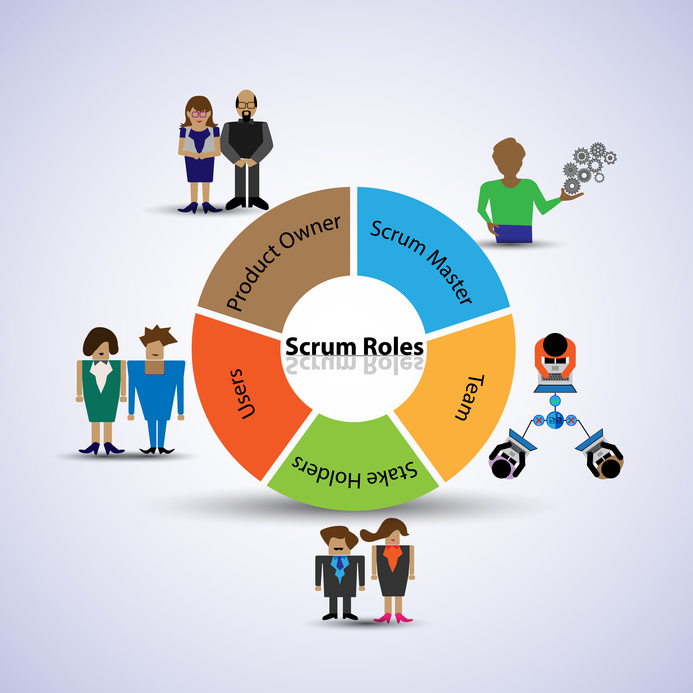 Product Owner
Scrum Master
Scrum Roles
Users
Team
Stake Holders